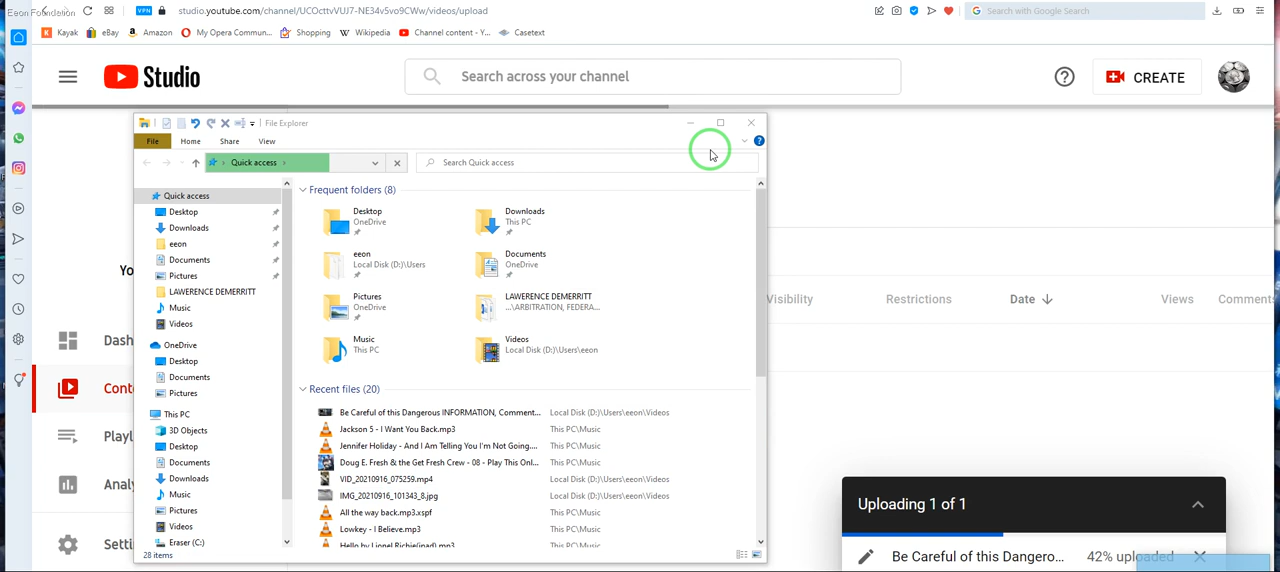 Eeon Foundation
VPN studio.youtube.com/channel/UCOcttvVUJ7-NE34v5vo9CWw/videos/upload
Search with Google Search
Kayak eBay Amazon My Opera Commun... Shopping Wikipedia Channel content - Y... Casetext
Studio
Search across your channel
CREATE
File Explorer
File Home Share View
Quick access
Search Quick access
Quick access
Desktop
Downloads
eeon
Documents
Pictures
LAWERENCE DEMERRITT
Music
Videos
OneDrive
Desktop
Documents
Pictures
This PC
3D Objects
Desktop
Documents
Downloads
Music
Pictures
Videos
Eraser (C:)
28 items
Frequent folders (8)
Desktop
OneDrive
Downloads
This PC
eeon
Local Disk (D:)\Users
Documents
OneDrive
Pictures
OneDrive
LAWERENCE DEMERRITT
...\ARBITRATION, FEDERA...
Music
This PC
Videos
Local Disk (D:)\Users\eeon
Recent files (20)
Be Careful of this Dangerous INFORMATION, Comment... Local Disk (D:)\Users\eeon\Videos
Jackson 5 - I Want You Back.mp3 This PC\Music
Jennifer Holiday - And I Am Telling You I'm Not Going.... This PC\Music
Doug E. Fresh & the Get Fresh Crew - 08 - Play This Onl... This PC\Music
VID_20210916_075259.mp4 Local Disk (D:)\Users\eeon\Videos
IMG_20210916_101343_8.jpg Local Disk (D:)\Users\eeon\Videos
All the way back.mp3.xspf This PC\Music
Lowkey - I Believe.mp3 This PC\Music
Hello by Lionel Richie(ipad).mp3 This PC\Music
Yo
Dash
Cont
Playl
Analy
Setti
Visibility Restrictions Date Views Comments
Uploading 1 of 1
Be Careful of this Dangero... 42% uploaded